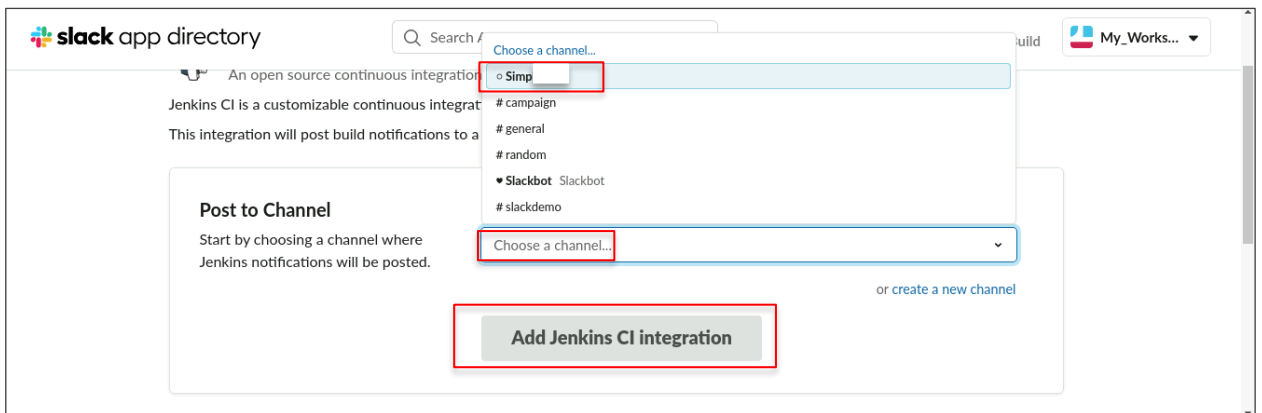 slack app directory
Search
uild
My_Works...
An open source continuous integration
Jenkins CI is a customizable continuous integrat
This integration will post build notifications to a
Choose a channel...
Simp
# campaign
# general
# random
Slackbot Slackbot
# slackdemo
Post to Channel
Start by choosing a channel where
Jenkins notifications will be posted.
Choose a channel...
or create a new channel
Add Jenkins CI integration